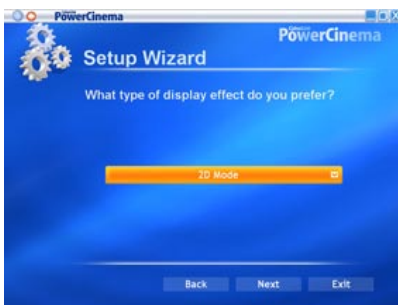 PowerCinema
PowerCinema
Setup Wizard
What type of display effect do you prefer?
2D Mode
Back Next Exit